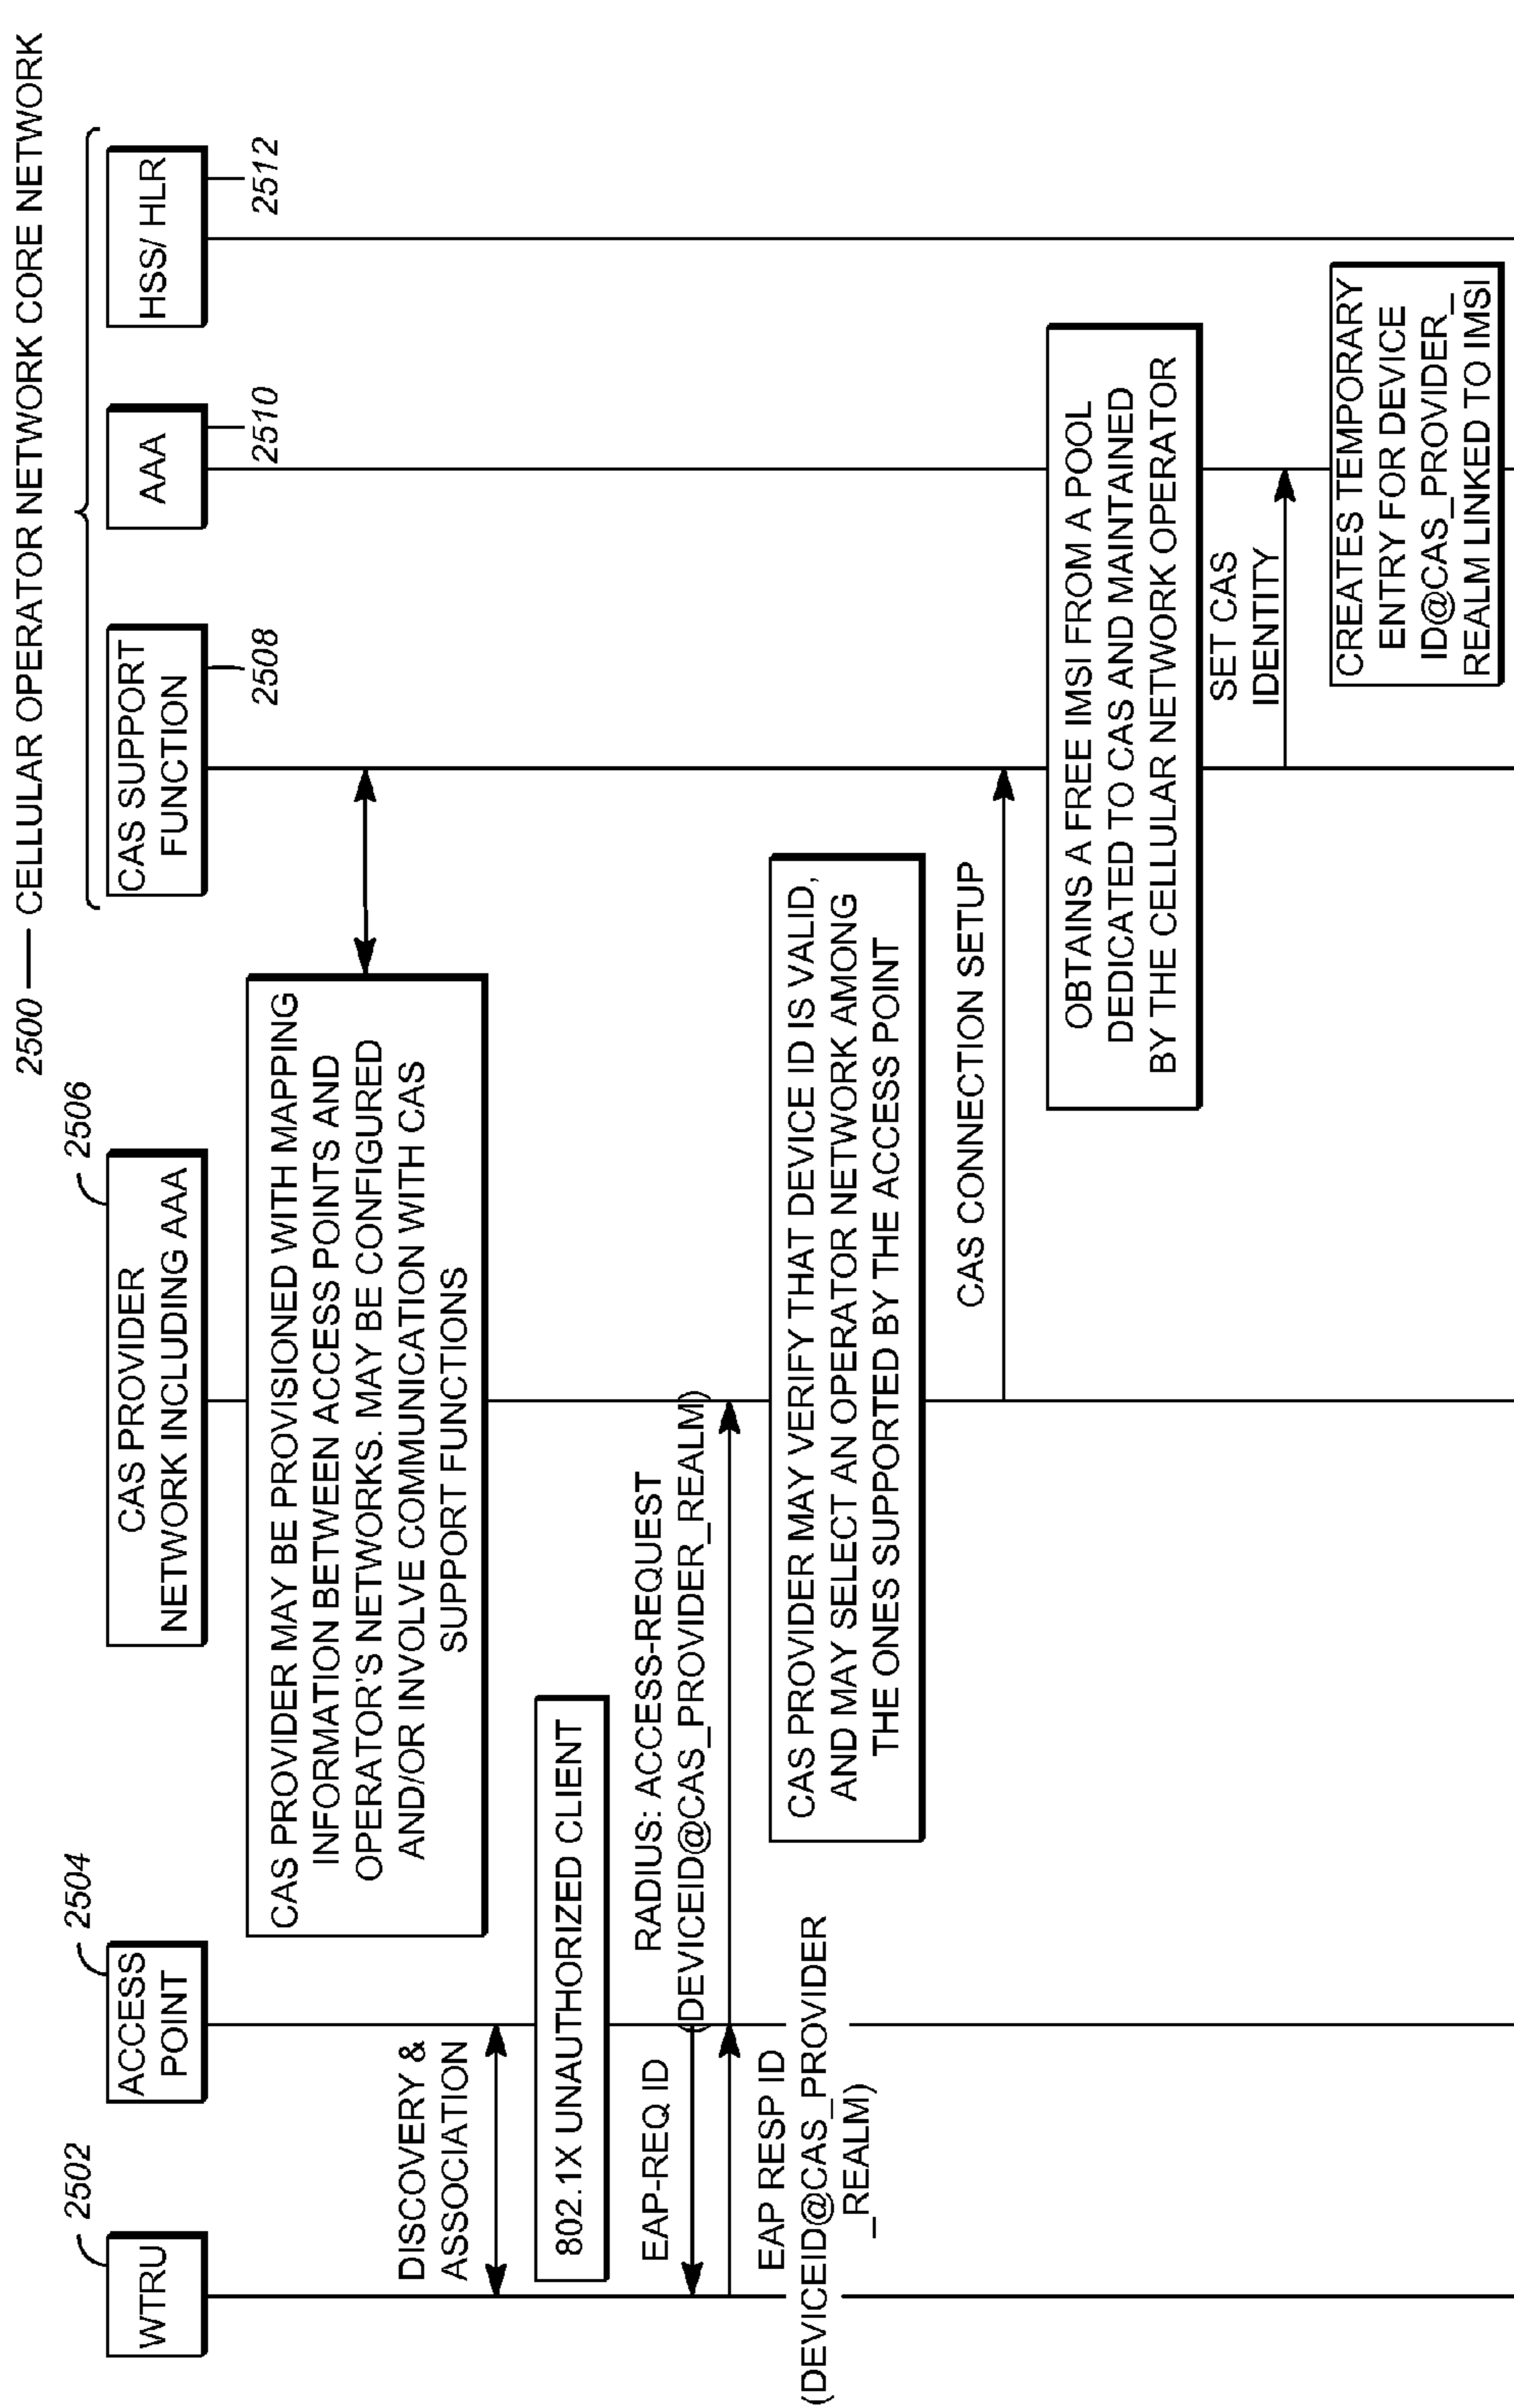 2500 — CELLULAR OPERATOR NETWORK CORE NETWORK
2502
WTRU
2504
ACCESS
POINT
2506
CAS PROVIDER
NETWORK INCLUDING AAA
CAS SUPPORT
FUNCTION
2508
AAA
2510
HSS/ HLR
2512
CAS PROVIDER MAY BE PROVISIONED WITH MAPPING
INFORMATION BETWEEN ACCESS POINTS AND
OPERATOR'S NETWORKS. MAY BE CONFIGURED
AND/OR INVOLVE COMMUNICATION WITH CAS
SUPPORT FUNCTIONS
DISCOVERY &
ASSOCIATION
802.1X UNAUTHORIZED CLIENT
EAP-REQ ID
RADIUS: ACCESS-REQUEST
(DEVICEID@CAS_PROVIDER_REALM)
EAP RESP ID
(DEVICEID@CAS_PROVIDER
_REALM)
CAS PROVIDER MAY VERIFY THAT DEVICE ID IS VALID,
AND MAY SELECT AN OPERATOR NETWORK AMONG
THE ONES SUPPORTED BY THE ACCESS POINT
CAS CONNECTION SETUP
OBTAINS A FREE IMSI FROM A POOL
DEDICATED TO CAS AND MAINTAINED
BY THE CELLULAR NETWORK OPERATOR
SET CAS
IDENTITY
CREATES TEMPORARY
ENTRY FOR DEVICE
ID@CAS_PROVIDER_
REALM LINKED TO IMSI